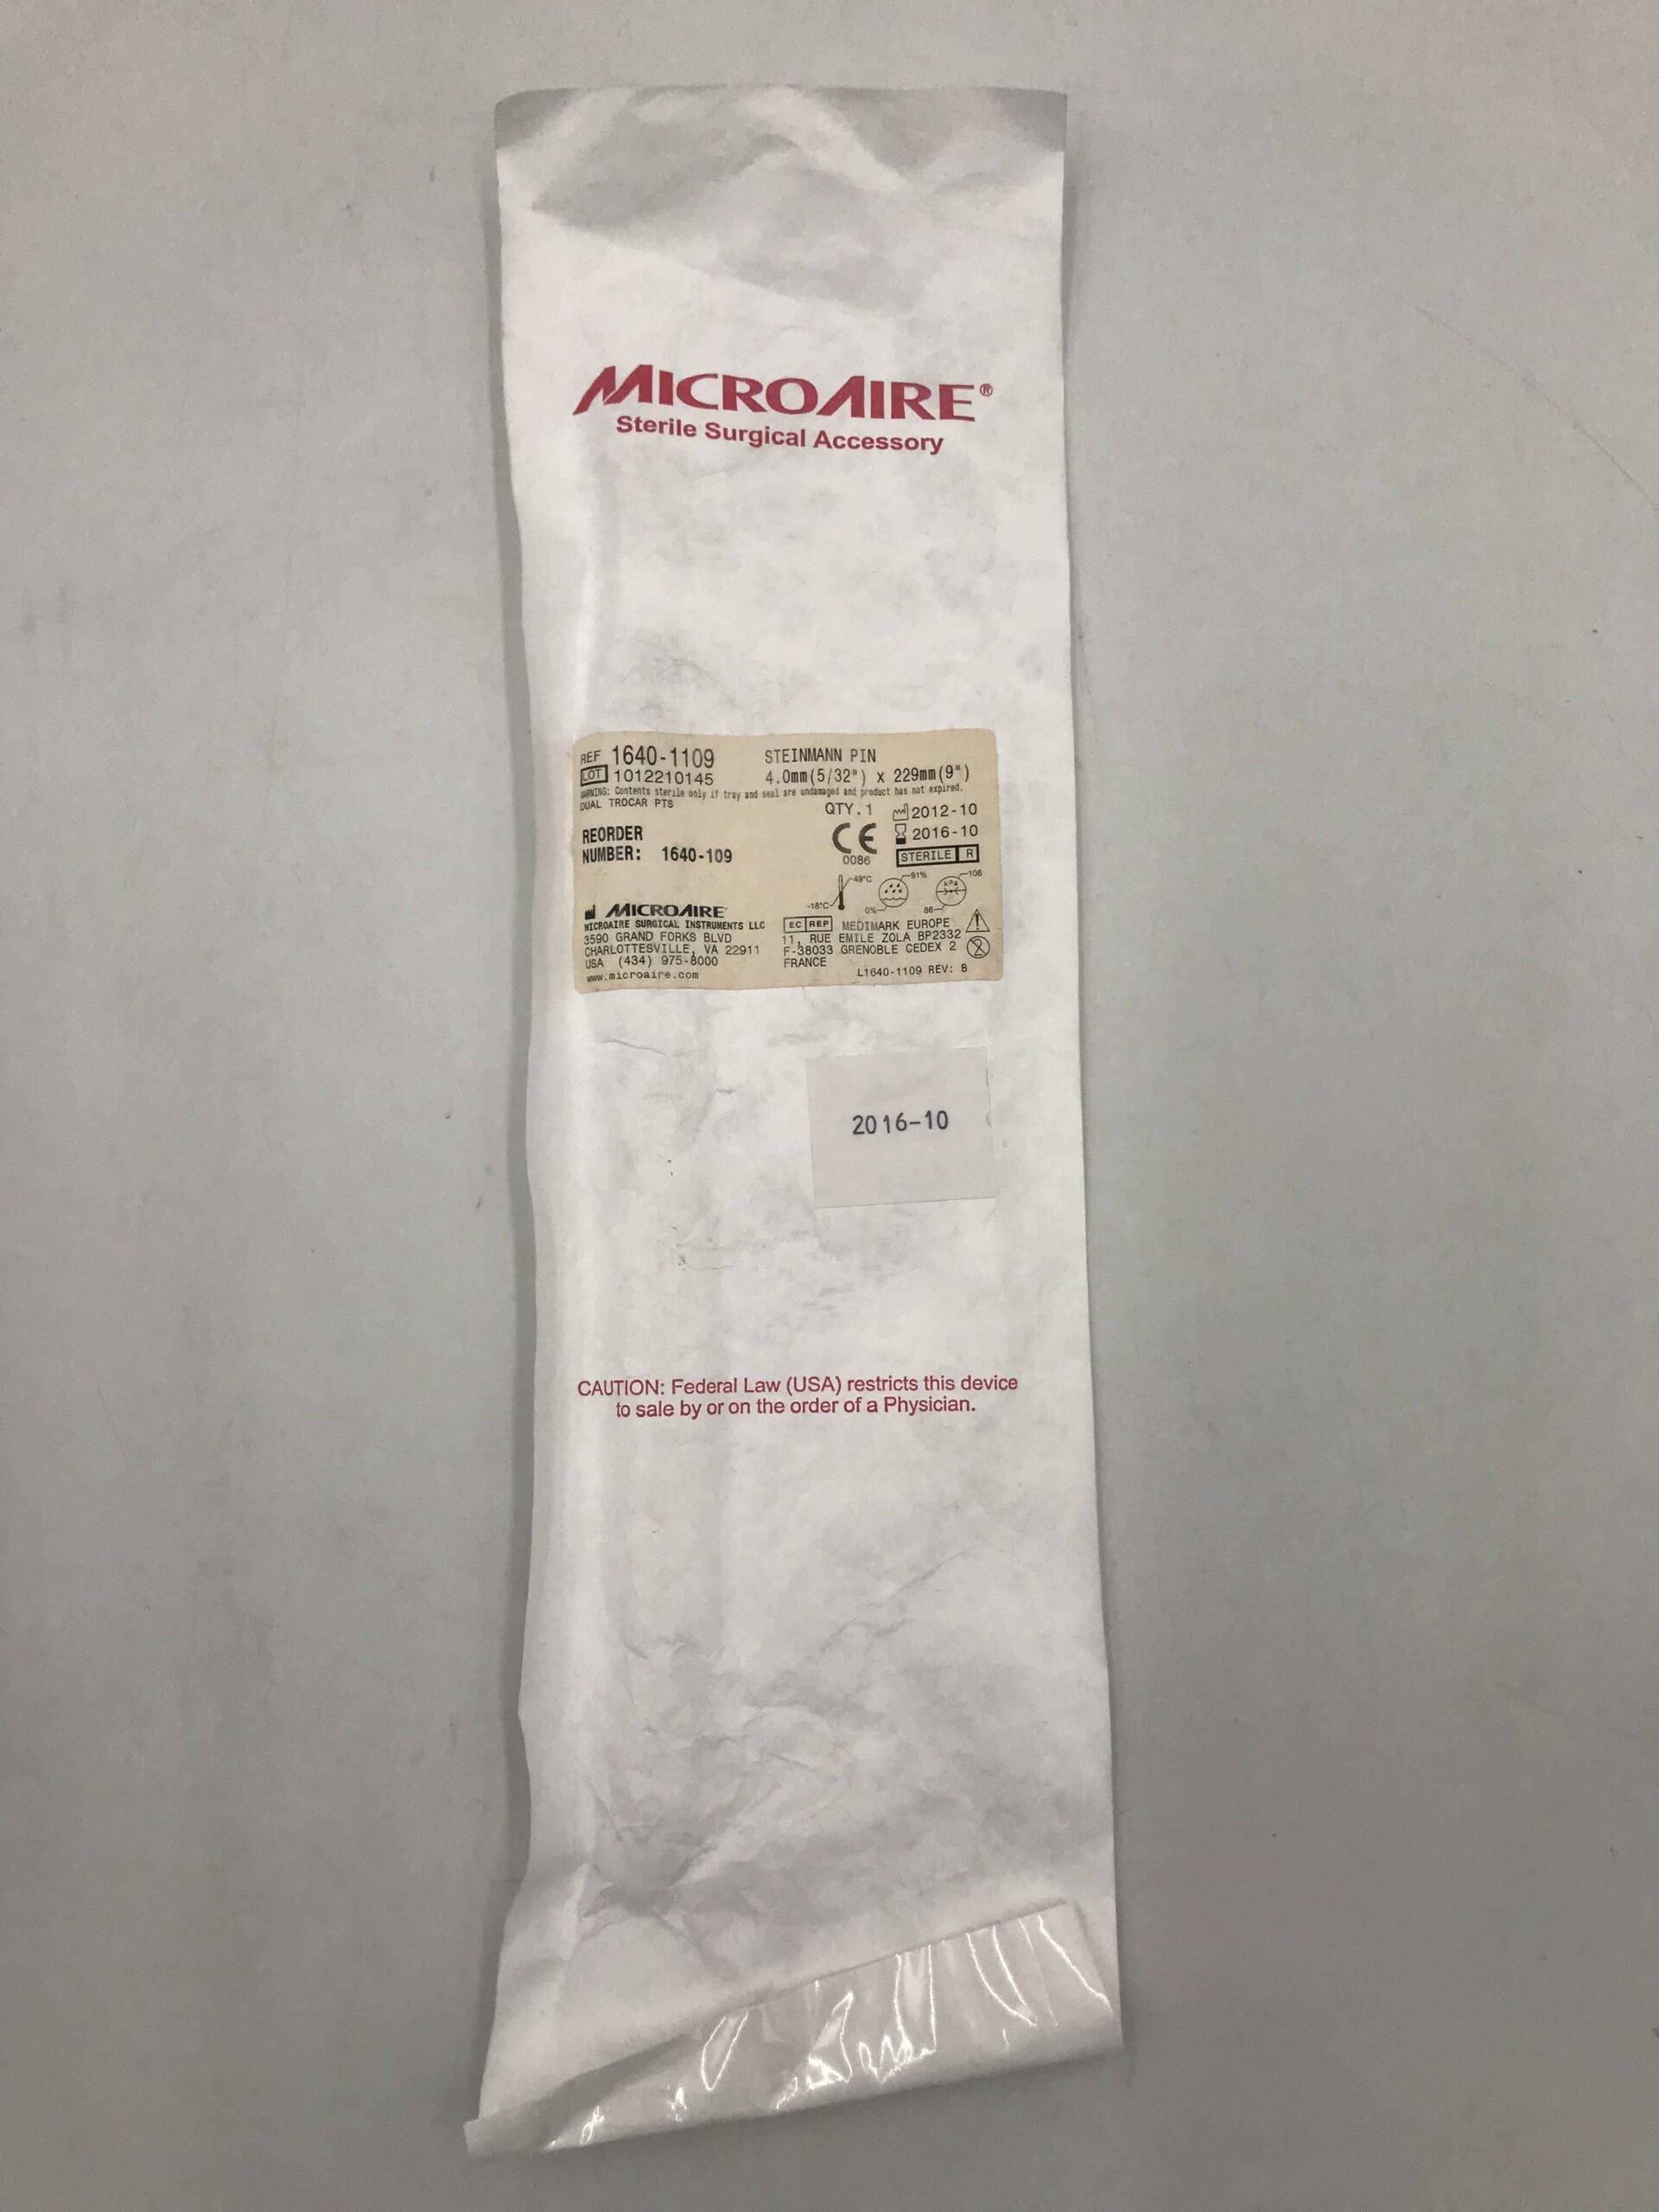 MICROAIRE®
Sterile Surgical Accessory
REF 1640-1109 STEINMANN PIN
LOT 1012210145 4.0mm(5/32") x 229mm(9")
WARNING: Contents sterile only if tray and seal are undamaged and product has not expired.
DUAL TROCAR PTS
QTY.1 2012-10
REORDER
NUMBER: 1640-109
CE
0086
2016-10
STERILE R
49°C
-18°C
91%
0%
kPa
106
86
MICROAIRE
MICROAIRE SURGICAL INSTRUMENTS LLC
3590 GRAND FORKS BLVD
CHARLOTTESVILLE, VA 22911
USA (434) 975-8000
www.microaire.com
EC REP MEDIMARK EUROPE
11, RUE EMILE ZOLA BP2332
F-38033 GRENOBLE CEDEX 2
FRANCE
L1640-1109 REV: B
2016-10
CAUTION: Federal Law (USA) restricts this device
to sale by or on the order of a Physician.